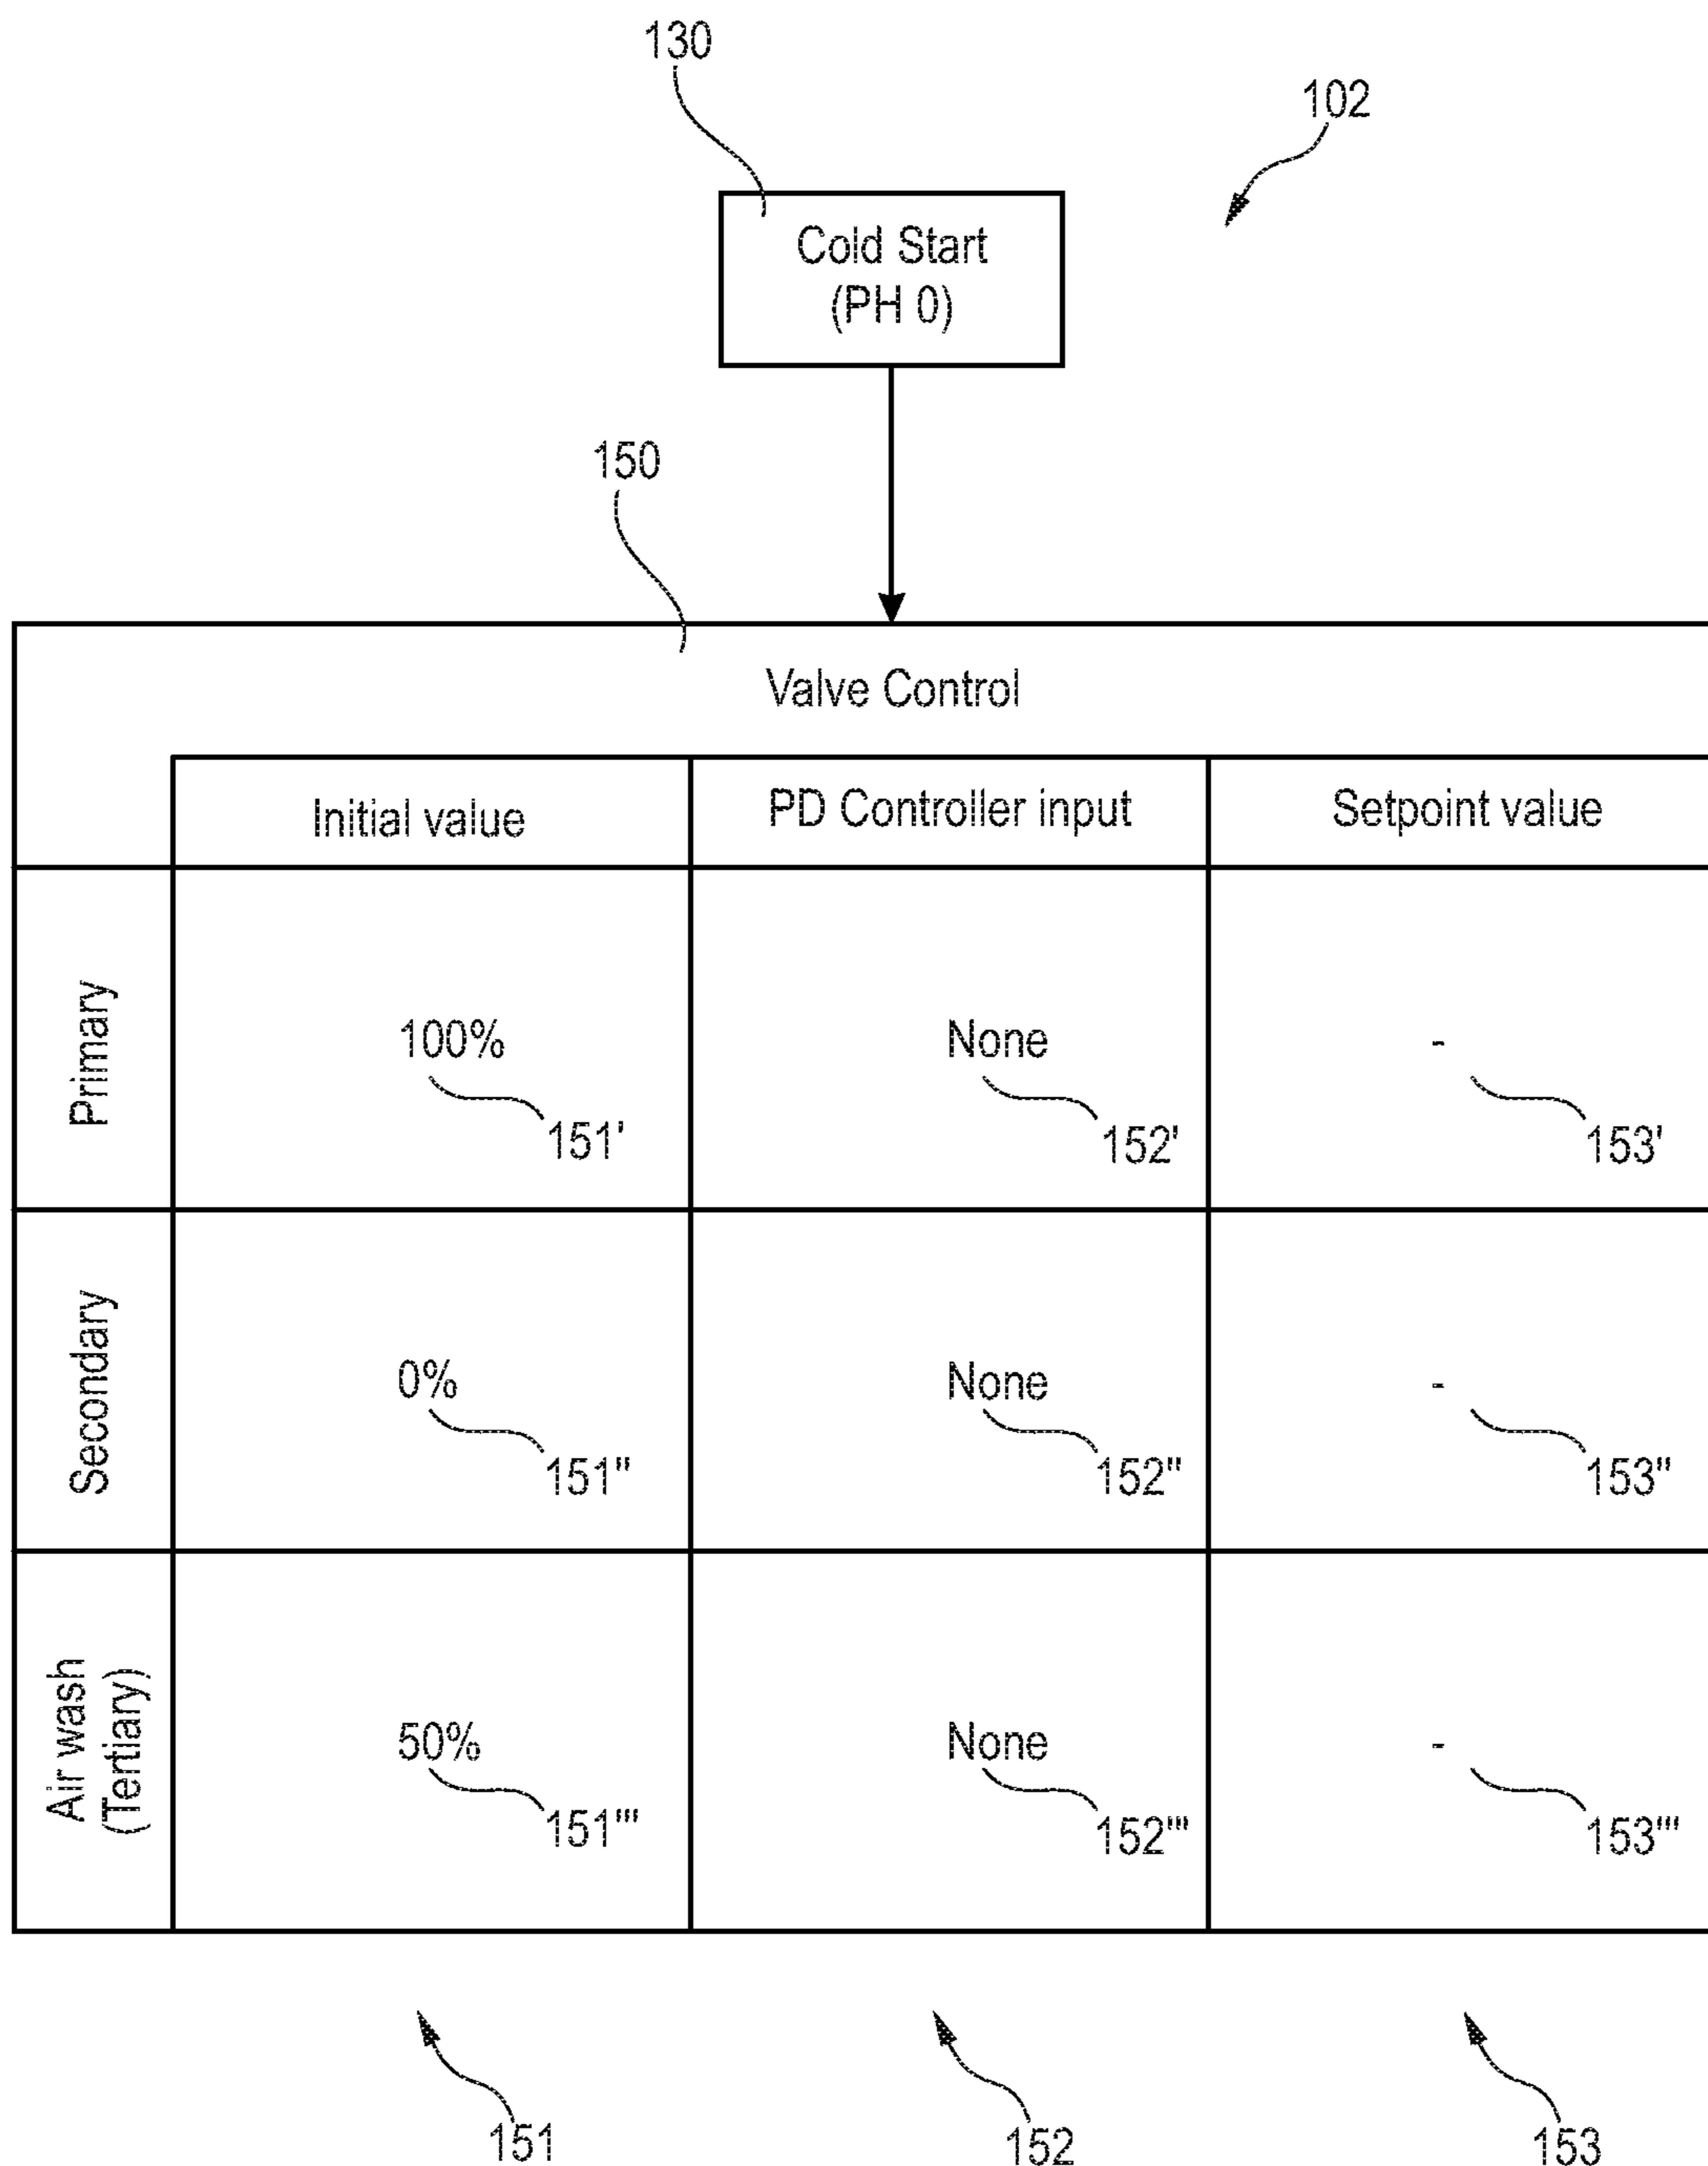 130
102
Cold Start
(PH 0)
150
Valve Control
Initial value
PD Controller input
Setpoint value
Primary
100%
None
-
151'
152'
153'
Secondary
0%
None
-
151"
152"
153"
Air wash
(Tertiary)
50%
None
-
151'"
152'"
153'"
151
152
153